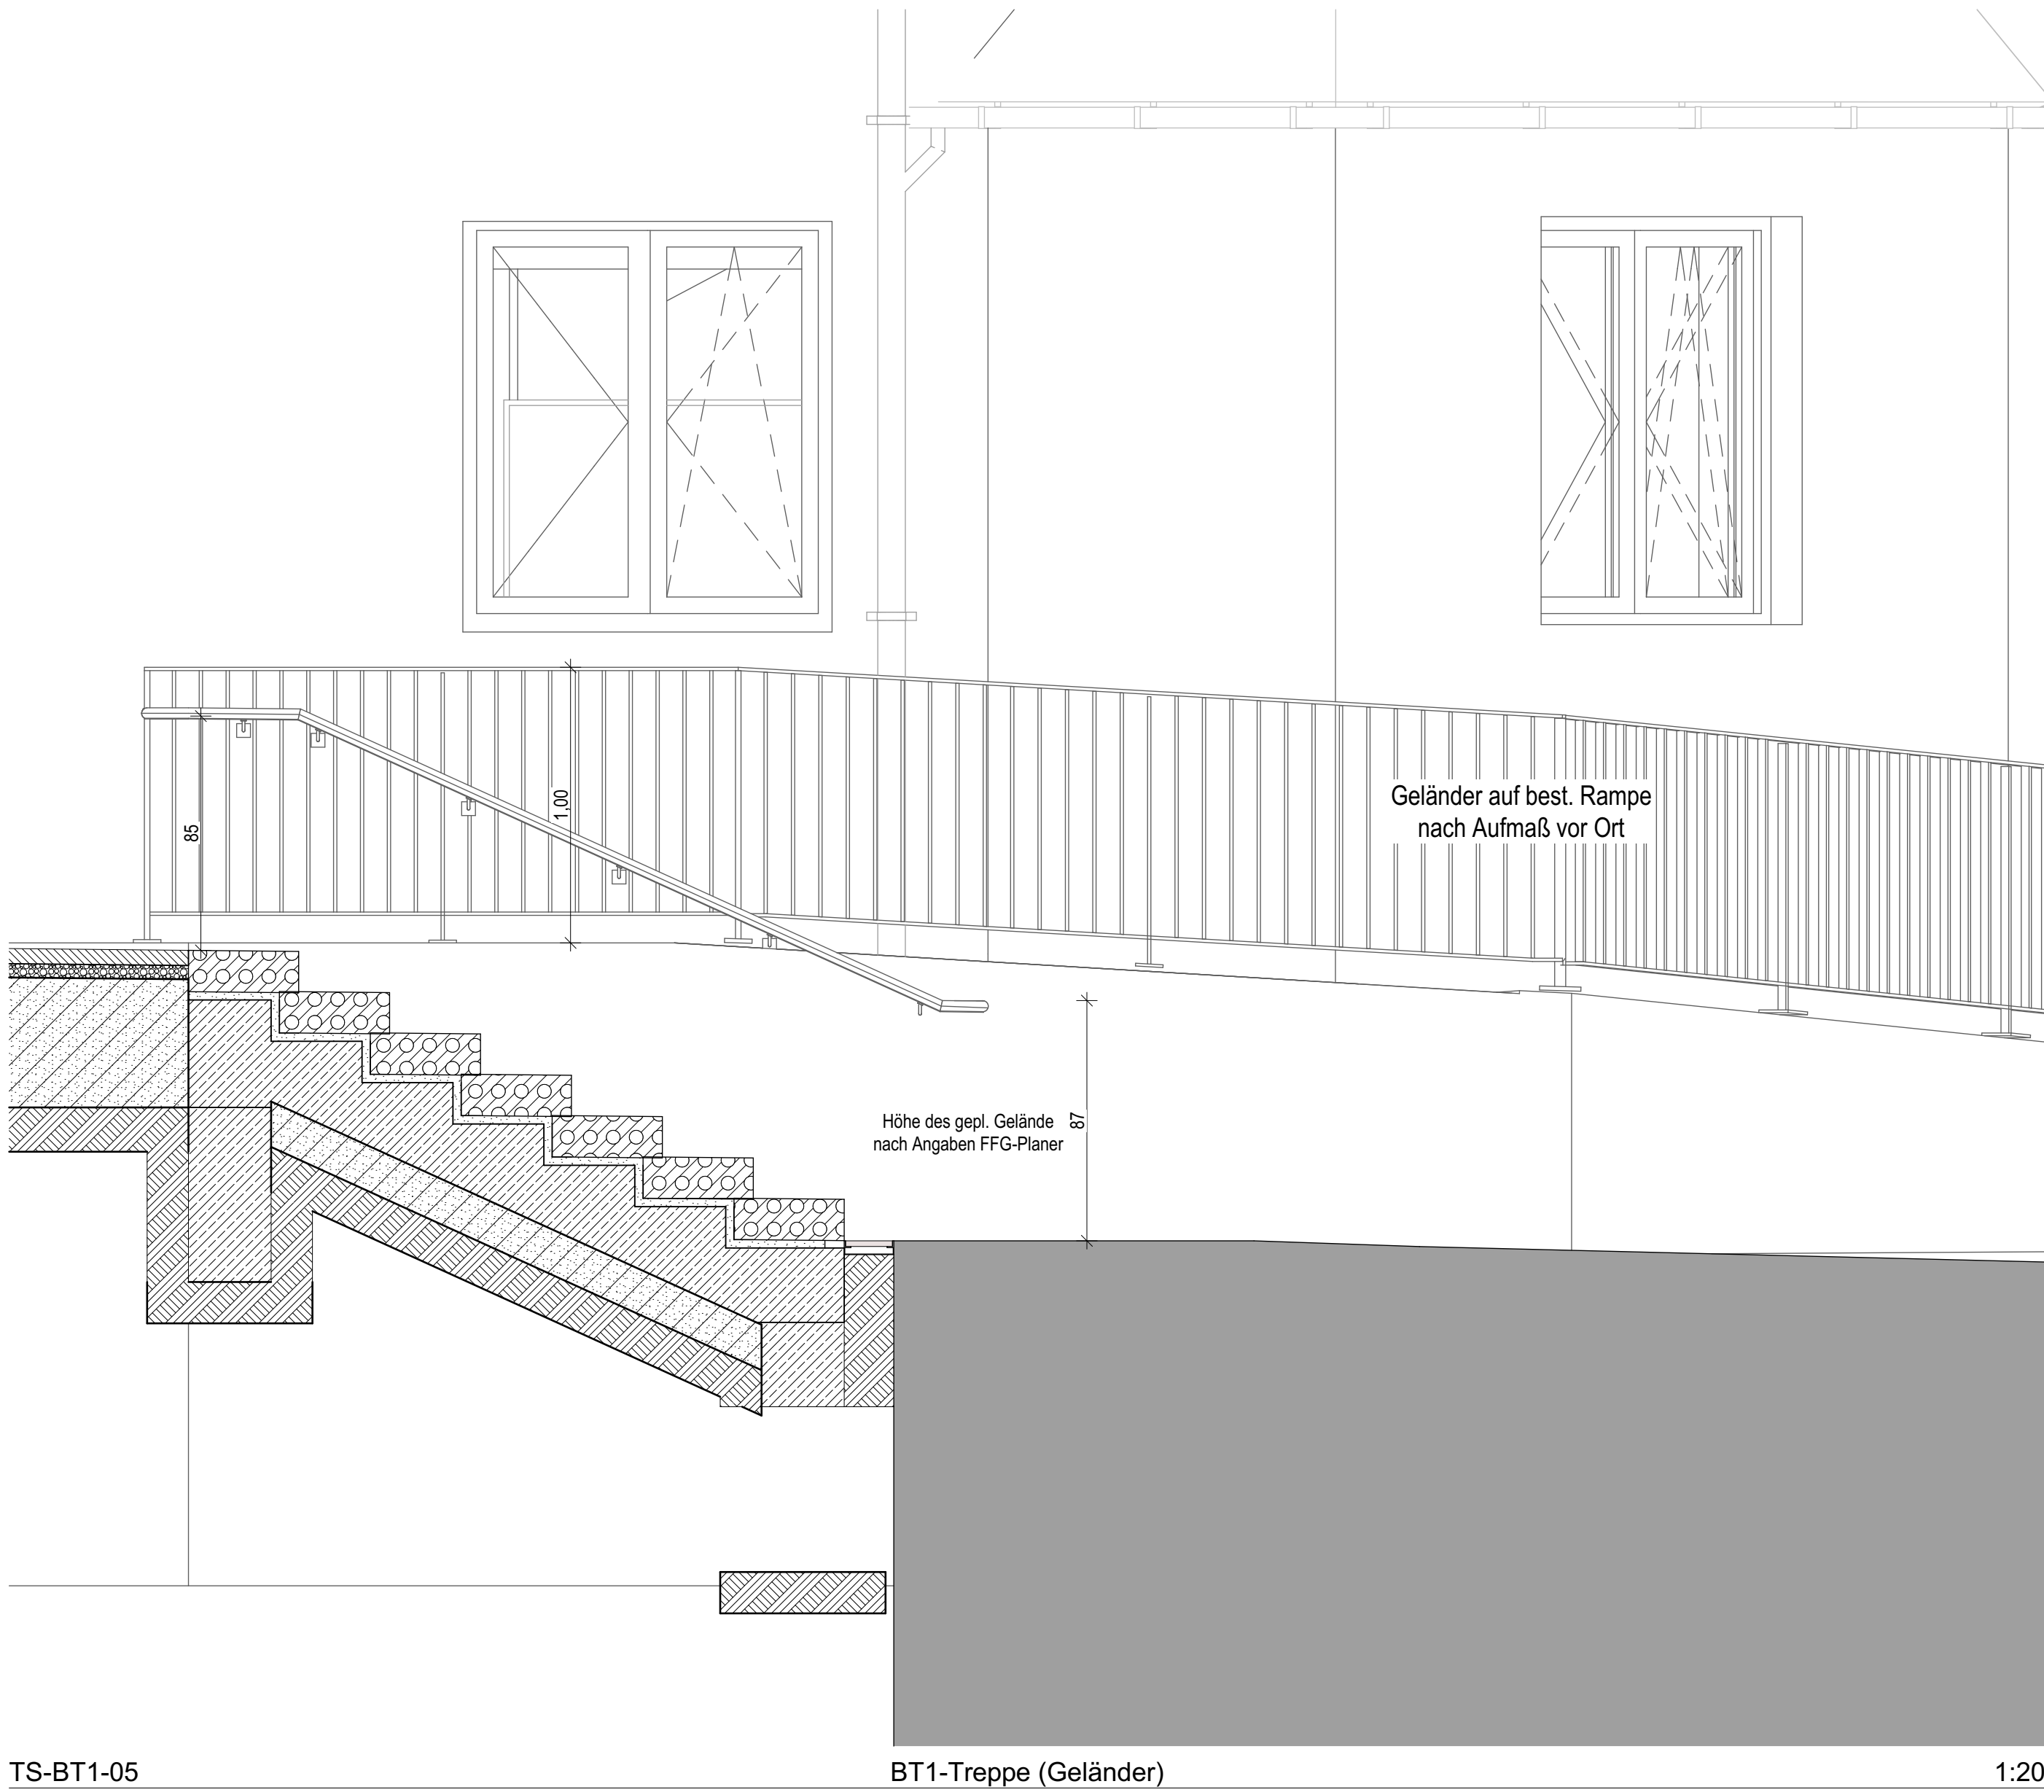 85
1,00
Geländer auf best. Rampe
nach Aufmaß vor Ort
Höhe des gepl. Gelände
nach Angaben FFG-Planer
87
TS-BT1-05
BT1-Treppe (Geländer)
1:20